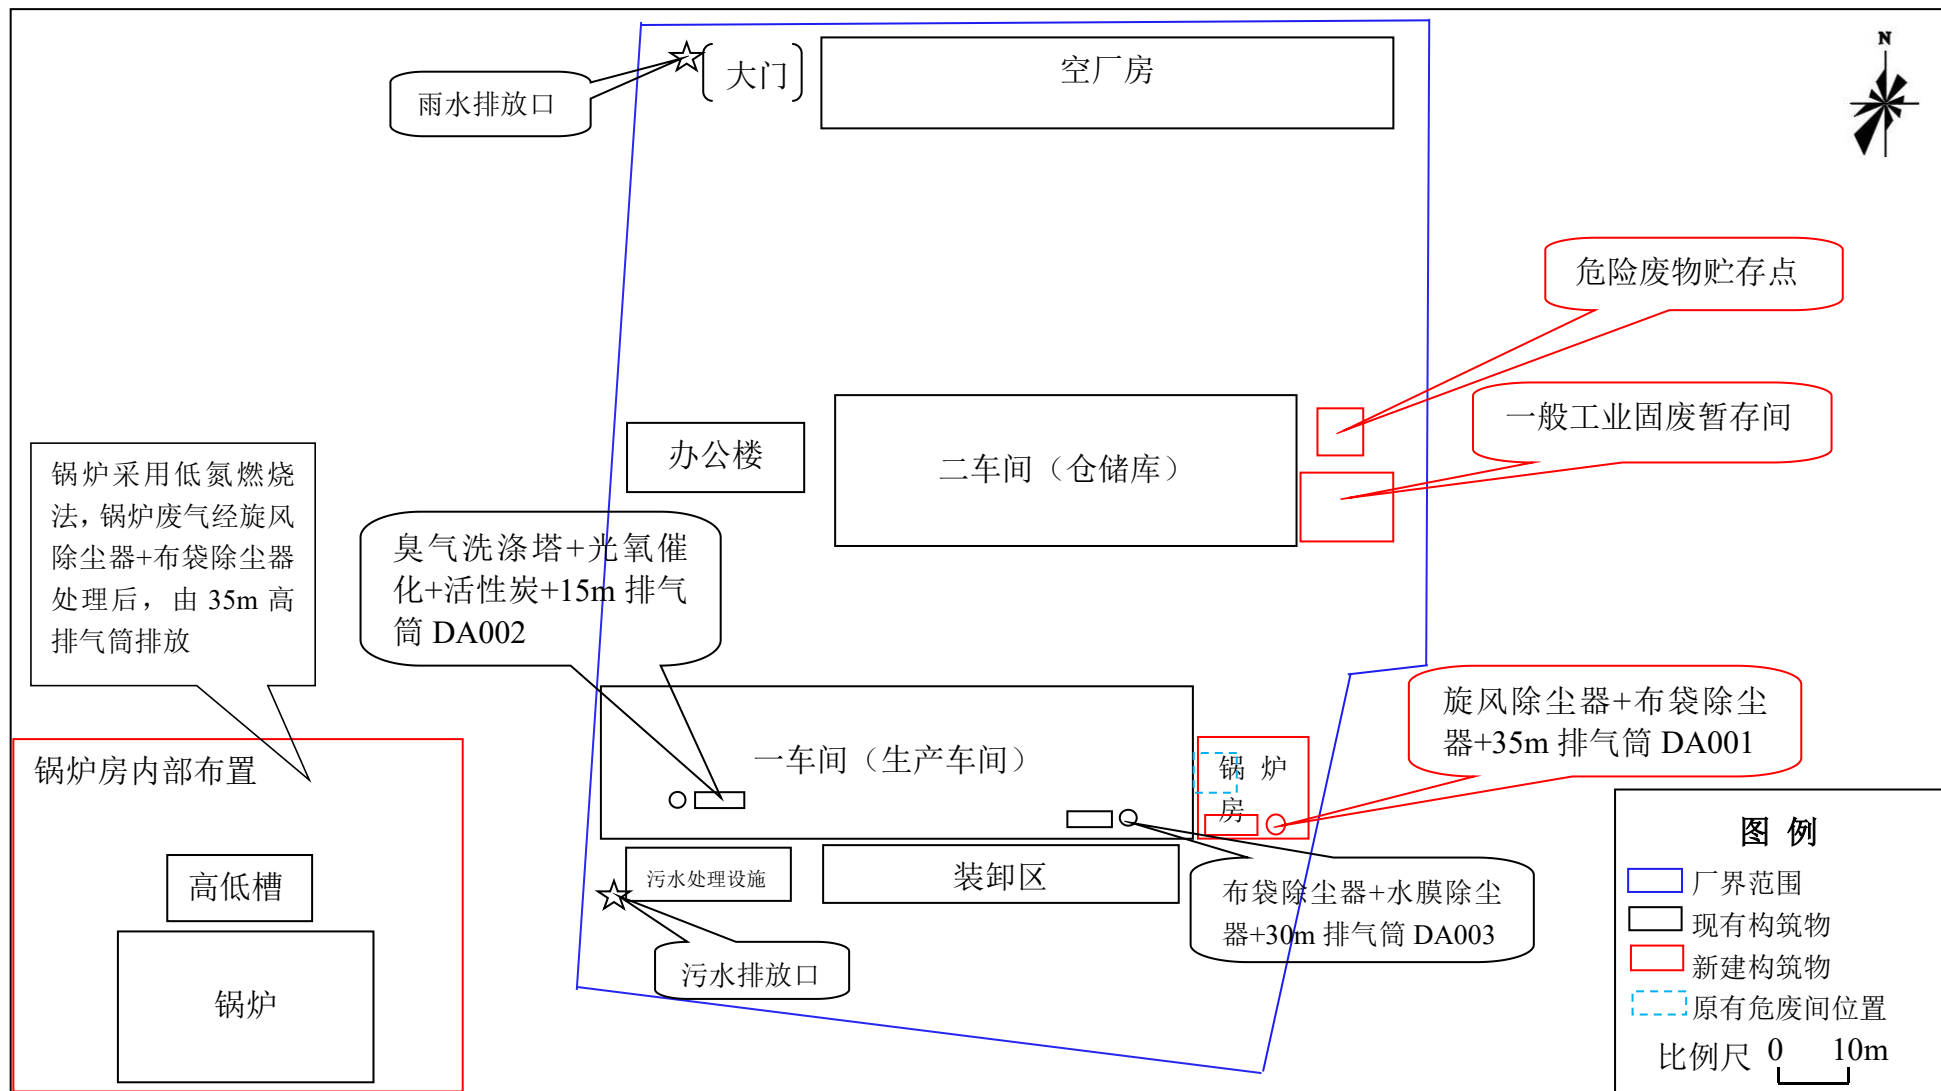 N
大门
空厂房
雨水排放口
危险废物贮存点
一般工业固废暂存间
办公楼
二车间（仓储库）
锅炉采用低氮燃烧
法，锅炉废气经旋风
除尘器+布袋除尘器
处理后，由 35m 高
排气筒排放
臭气洗涤塔+光氧催
化+活性炭+15m 排气
筒 DA002
旋风除尘器+布袋除尘
器+35m 排气筒 DA001
一车间（生产车间）
锅 炉
房
锅炉房内部布置
高低槽
锅炉
污水处理设施
装卸区
布袋除尘器+水膜除尘
器+30m 排气筒 DA003
污水排放口
图 例
厂界范围
现有构筑物
新建构筑物
原有危废间位置
比例尺 0 10m